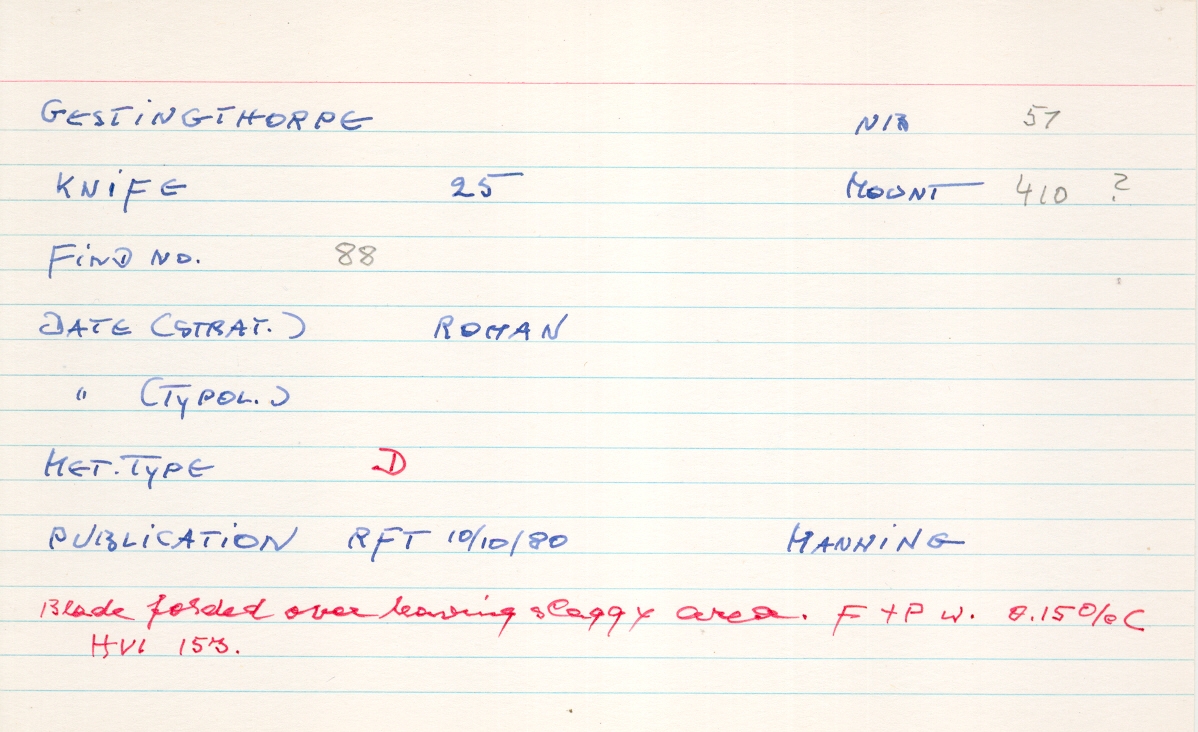 GESTINGTHORPE NB 57
KNIFE 25 MOUNT 410 ?
FIND NO. 88
DATE (STRAT.) ROMAN
" (TYPOL.)
MET. TYPE D
PUBLICATION RFT 10/10/80 MANNING
Blade folded over leaving slaggy area. F + P w. 0.15% C
HV1 153.